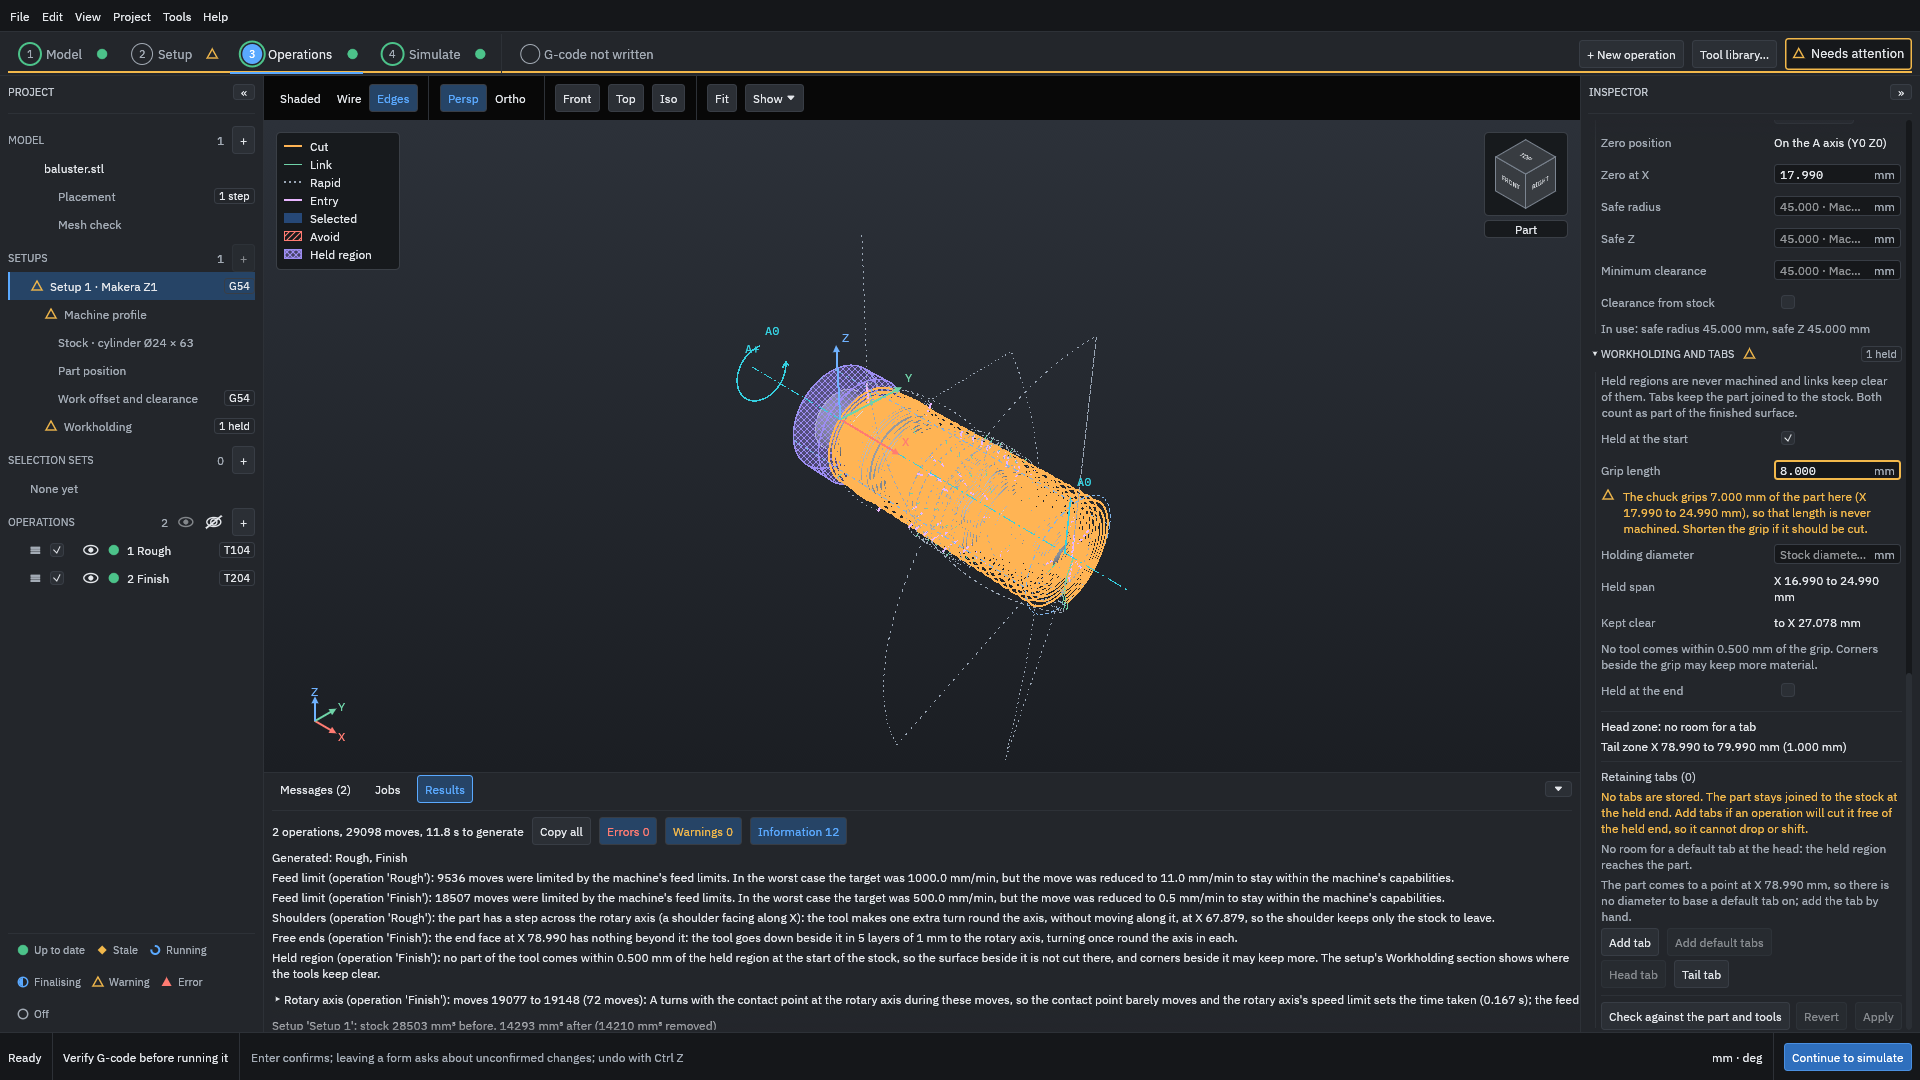 File Edit View Project Tools Help
1 Model 2 Setup 3 Operations 4 Simulate G-code not written + New operation Tool library... Needs attention
PROJECT «
MODEL 1 +
baluster.stl
Placement 1 step
Mesh check
SETUPS 1 +
Setup 1 · Makera Z1 G54
Machine profile
Stock · cylinder Ø24 × 63
Part position
Work offset and clearance G54
Workholding 1 held
SELECTION SETS 0 +
None yet
OPERATIONS 2 +
1 Rough T104
2 Finish T204
Up to date Stale Running
Finalising Warning Error
Off
Shaded Wire Edges Persp Ortho Front Top Iso Fit Show
Cut
Link
Rapid
Entry
Selected
Avoid
Held region
A0
A+
Z
Y
X
A0
Z
Y
X
TOP
FRONT RIGHT
Part
Messages (2) Jobs Results
2 operations, 29098 moves, 11.8 s to generate Copy all Errors 0 Warnings 0 Information 12
Generated: Rough, Finish
Feed limit (operation 'Rough'): 9536 moves were limited by the machine's feed limits. In the worst case the target was 1000.0 mm/min, but the move was reduced to 11.0 mm/min to stay within the machine's capabilities.
Feed limit (operation 'Finish'): 18507 moves were limited by the machine's feed limits. In the worst case the target was 500.0 mm/min, but the move was reduced to 0.5 mm/min to stay within the machine's capabilities.
Shoulders (operation 'Rough'): the part has a step across the rotary axis (a shoulder facing along X): the tool makes one extra turn round the axis, without moving along it, at X 67.879, so the shoulder keeps only the stock to leave.
Free ends (operation 'Finish'): the end face at X 78.990 has nothing beyond it: the tool goes down beside it in 5 layers of 1 mm to the rotary axis, turning once round the axis in each.
Held region (operation 'Finish'): no part of the tool comes within 0.500 mm of the held region at the start of the stock, so the surface beside it is not cut there, and corners beside it may keep more. The setup's Workholding section shows where
the tools keep clear.
Rotary axis (operation 'Finish'): moves 19077 to 19148 (72 moves): A turns with the contact point at the rotary axis during these moves, so the contact point barely moves and the rotary axis's speed limit sets the time taken (0.167 s); the feed
Setup 'Setup 1': stock 28503 mm³ before, 14293 mm³ after (14210 mm³ removed)
INSPECTOR »
Zero position On the A axis (Y0 Z0)
Zero at X 17.990 mm
Safe radius 45.000 · Mac... mm
Safe Z 45.000 · Mac... mm
Minimum clearance 45.000 · Mac... mm
Clearance from stock
In use: safe radius 45.000 mm, safe Z 45.000 mm
WORKHOLDING AND TABS 1 held
Held regions are never machined and links keep clear
of them. Tabs keep the part joined to the stock. Both
count as part of the finished surface.
Held at the start
Grip length 8.000 mm
The chuck grips 7.000 mm of the part here (X
17.990 to 24.990 mm), so that length is never
machined. Shorten the grip if it should be cut.
Holding diameter Stock diamete... mm
Held span X 16.990 to 24.990
mm
Kept clear to X 27.078 mm
No tool comes within 0.500 mm of the grip. Corners
beside the grip may keep more material.
Held at the end
Head zone: no room for a tab
Tail zone X 78.990 to 79.990 mm (1.000 mm)
Retaining tabs (0)
No tabs are stored. The part stays joined to the stock at
the held end. Add tabs if an operation will cut it free of
the held end, so it cannot drop or shift.
No room for a default tab at the head: the held region
reaches the part.
The part comes to a point at X 78.990 mm, so there is
no diameter to base a default tab on; add the tab by
hand.
Add tab Add default tabs
Head tab Tail tab
Check against the part and tools Revert Apply
Ready Verify G-code before running it Enter confirms; leaving a form asks about unconfirmed changes; undo with Ctrl Z mm · deg Continue to simulate